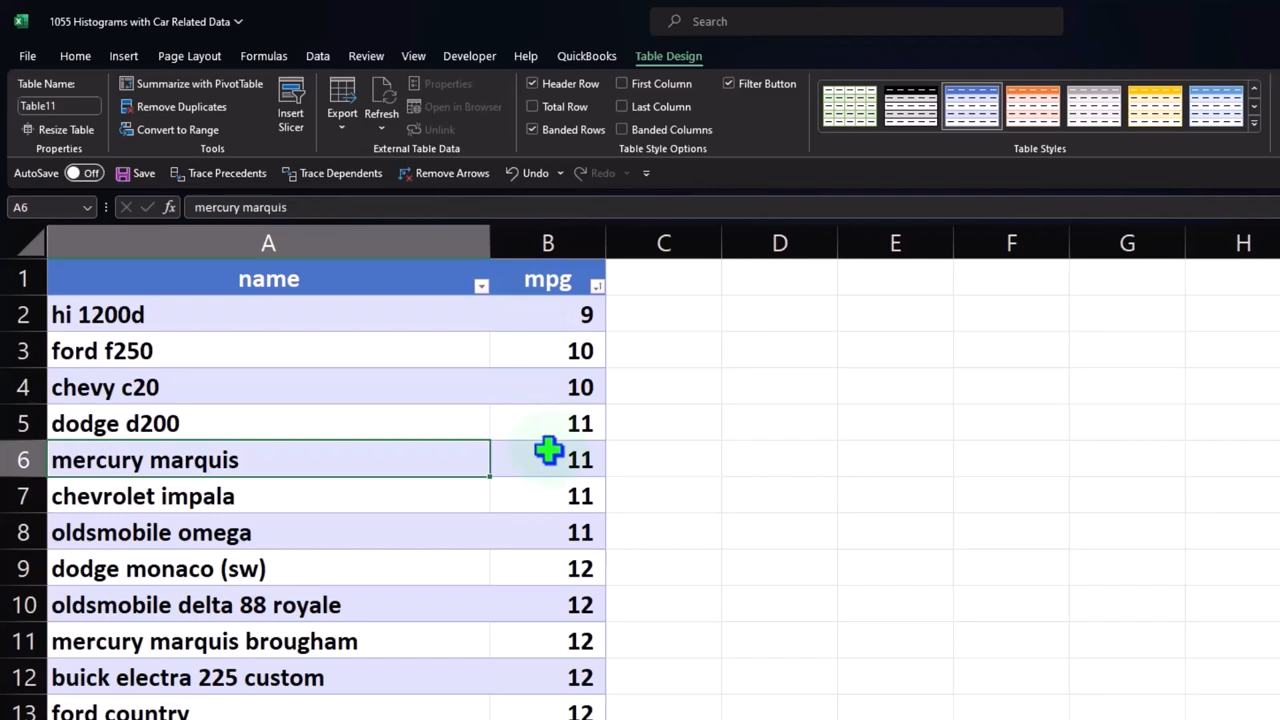 1055 Histograms with Car Related Data
Search
File Home Insert Page Layout Formulas Data Review View Developer Help QuickBooks Table Design
Table Name:
Table11
Resize Table
Properties
Summarize with PivotTable
Remove Duplicates
Convert to Range
Tools
Insert
Slicer
Export
Refresh
Properties
Open in Browser
Unlink
External Table Data
Header Row
First Column
Filter Button
Total Row
Last Column
Banded Rows
Banded Columns
Table Style Options
Table Styles
AutoSave Off Save Trace Precedents Trace Dependents Remove Arrows Undo Redo
A6 fx mercury marquis
A B C D E F G H
1 name mpg
2 hi 1200d 9
3 ford f250 10
4 chevy c20 10
5 dodge d200 11
6 mercury marquis 11
7 chevrolet impala 11
8 oldsmobile omega 11
9 dodge monaco (sw) 12
10 oldsmobile delta 88 royale 12
11 mercury marquis brougham 12
12 buick electra 225 custom 12
13 ford country 12